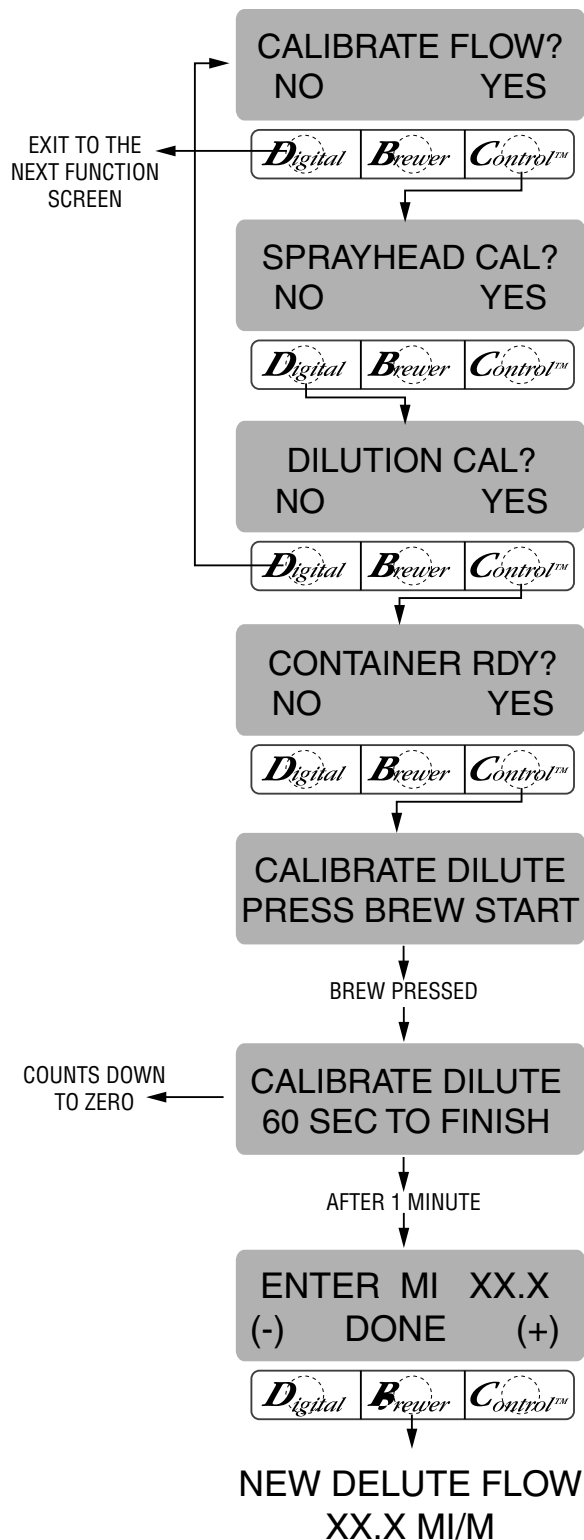 CALIBRATE FLOW?
NO YES
EXIT TO THE
NEXT FUNCTION
SCREEN
Digital Brewer Control™
SPRAYHEAD CAL?
NO YES
Digital Brewer Control™
DILUTION CAL?
NO YES
Digital Brewer Control™
CONTAINER RDY?
NO YES
Digital Brewer Control™
CALIBRATE DILUTE
PRESS BREW START
BREW PRESSED
COUNTS DOWN
TO ZERO
CALIBRATE DILUTE
60 SEC TO FINISH
AFTER 1 MINUTE
ENTER MI XX.X
(-) DONE (+)
Digital Brewer Control™
NEW DELUTE FLOW
XX.X MI/M